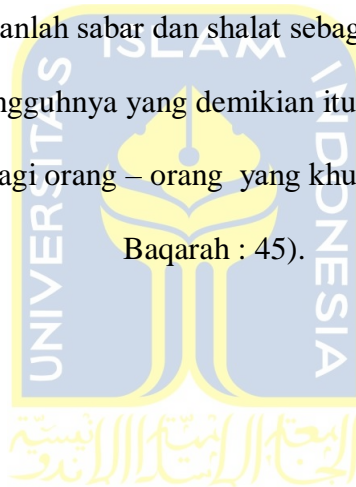 anlah sabar dan shalat sebag
ngguhnya yang demikian itu
agi orang – orang yang khu
Baqarah : 45).
UNIVERSITAS ISLAM INDONESIA